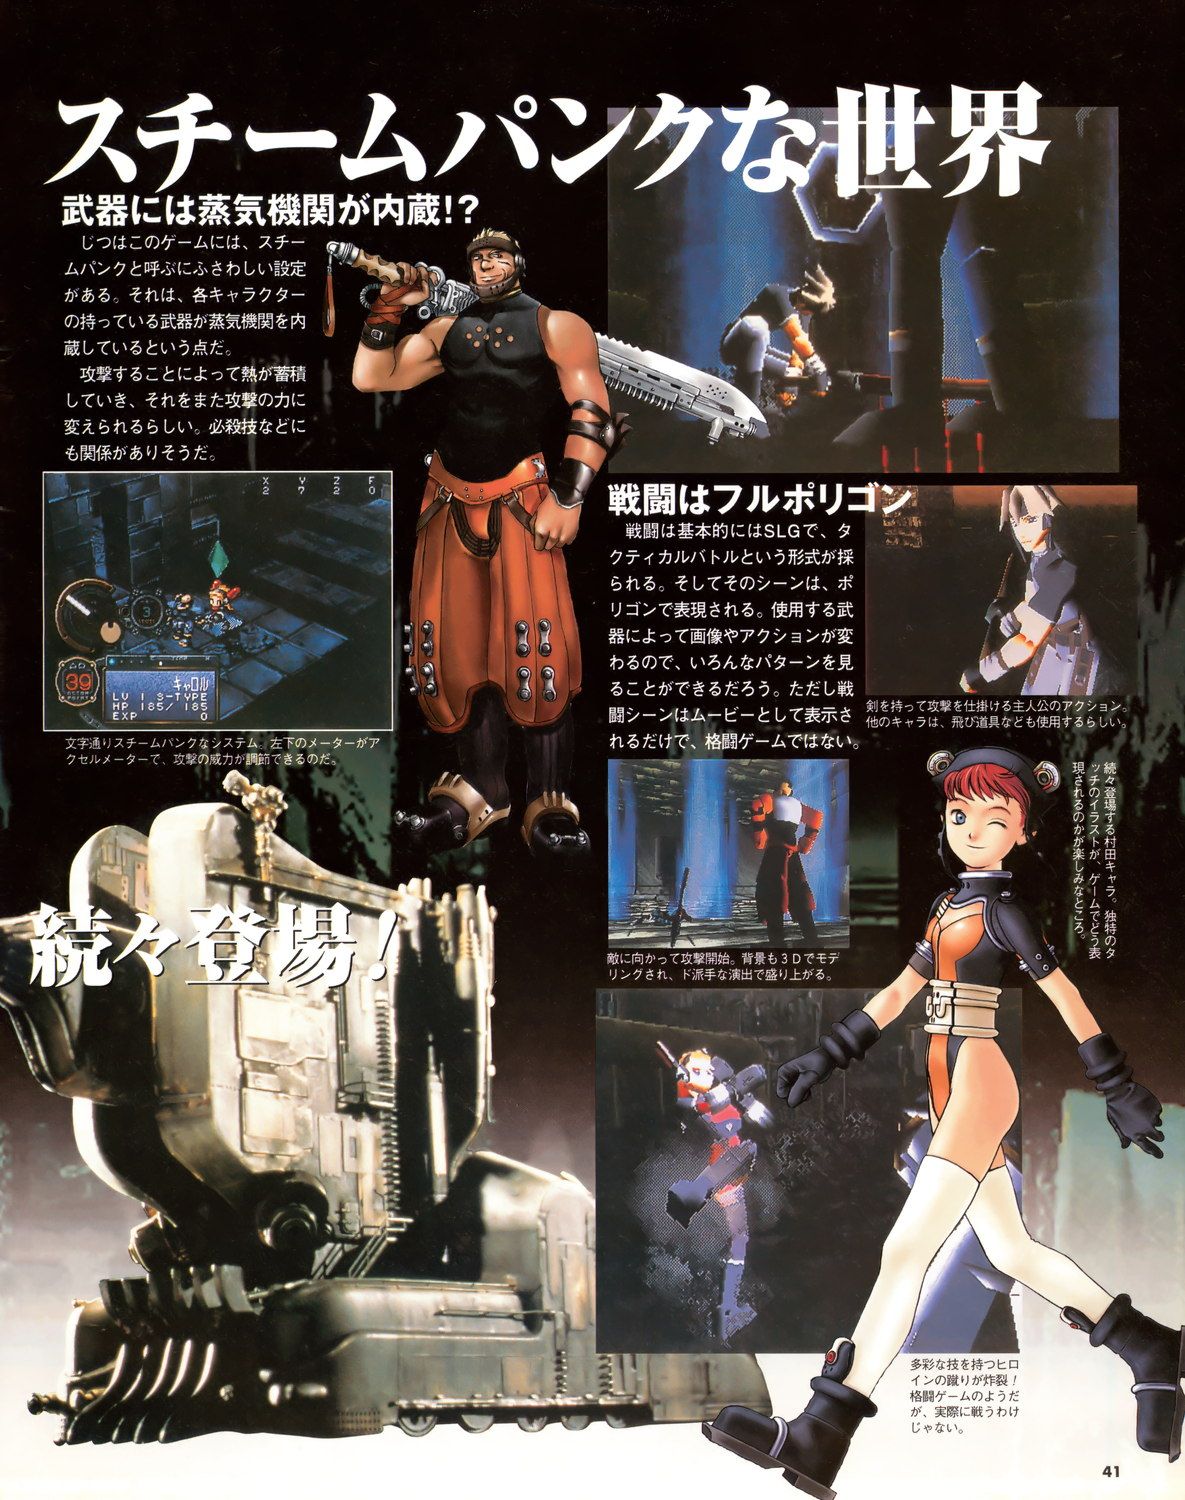 スチームパンクな世界
武器には蒸気機関が内蔵!?
じつはこのゲームには、スチー
ムパンクと呼ぶにふさわしい設定
がある。それは、各キャラクター
の持っている武器が蒸気機関を内
蔵しているという点だ。
攻撃することによって熱が蓄積
していき、それをまた攻撃の力に
変えられるらしい。必殺技などに
も関係がありそうだ。
X Y Z F
2 7 2 0
3
39
キャロル
LV 1 S-TYPE
HP 185/185
EXP 0
文字通りスチームパンクなシステム。左下のメーターがア
クセルメーターで、攻撃の威力が調節できるのだ。
続々登場!
戦闘はフルポリゴン
戦闘は基本的にはSLGで、タ
クティカルバトルという形式が採
られる。そしてそのシーンは、ポ
リゴンで表現される。使用する武
器によって画像やアクションが変
わるので、いろんなパターンを見
ることができるだろう。ただし戦
闘シーンはムービーとして表示さ
れるだけで、格闘ゲームではない。
剣を持って攻撃を仕掛ける主人公のアクション。
他のキャラは、飛び道具なども使用するらしい。
敵に向かって攻撃開始。背景も3Dでモデ
リングされ、ド派手な演出で盛り上がる。
続々登場する村田キャラ。独特のタ
ッチのイラストが、ゲームでどう表
現されるのかが楽しみなところ。
多彩な技を持つヒロ
インの蹴りが炸裂!
格闘ゲームのようだ
が、実際に戦うわけ
じゃない。
41